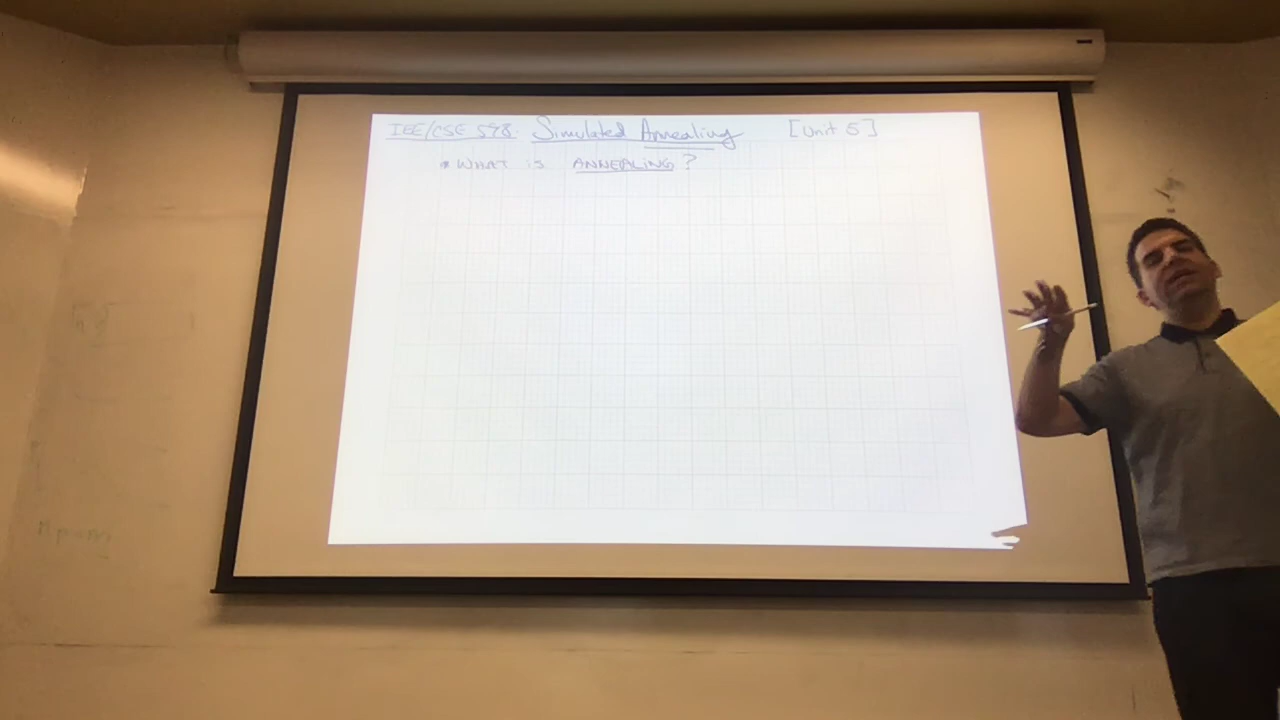 IEE/CSE 598: Simulated Annealing [Unit 5]
* WHAT IS ANNEALING?